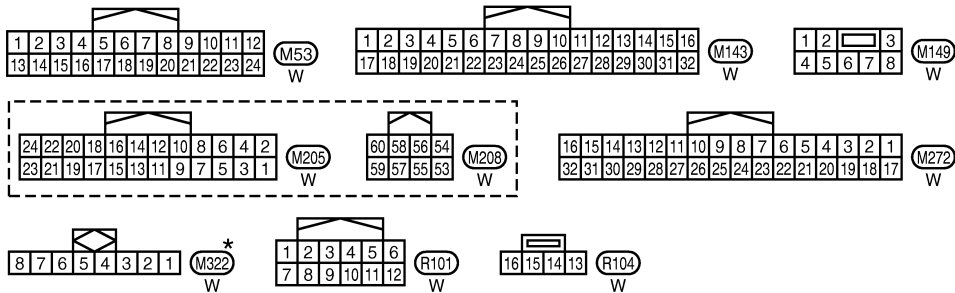 1 2 3 4 5 6 7 8 9 10 11 12
13 14 15 16 17 18 19 20 21 22 23 24
M53
W
1 2 3 4 5 6 7 8 9 10 11 12 13 14 15 16
17 18 19 20 21 22 23 24 25 26 27 28 29 30 31 32
M143
W
1 2 3
4 5 6 7 8
M149
W
24 22 20 18 16 14 12 10 8 6 4 2
23 21 19 17 15 13 11 9 7 5 3 1
M205
W
60 58 56 54
59 57 55 53
M208
W
16 15 14 13 12 11 10 9 8 7 6 5 4 3 2 1
32 31 30 29 28 27 26 25 24 23 22 21 20 19 18 17
M272
W
8 7 6 5 4 3 2 1
M322 *
W
1 2 3 4 5 6
7 8 9 10 11 12
R101
W
16 15 14 13
R104
W